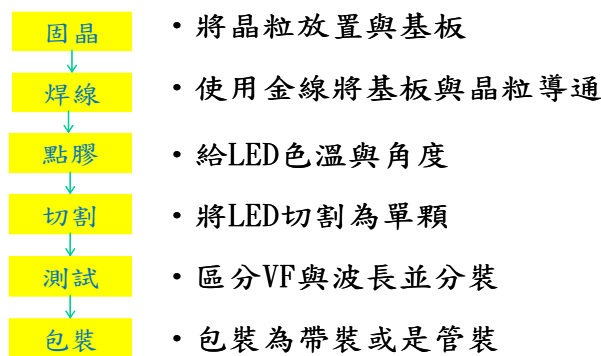 固晶
・將晶粒放置與基板
焊線
・使用金線將基板與晶粒導通
點膠
・給LED色溫與角度
切割
・將LED切割為單顆
測試
・區分VF與波長並分裝
包裝
・包裝為帶裝或是管裝